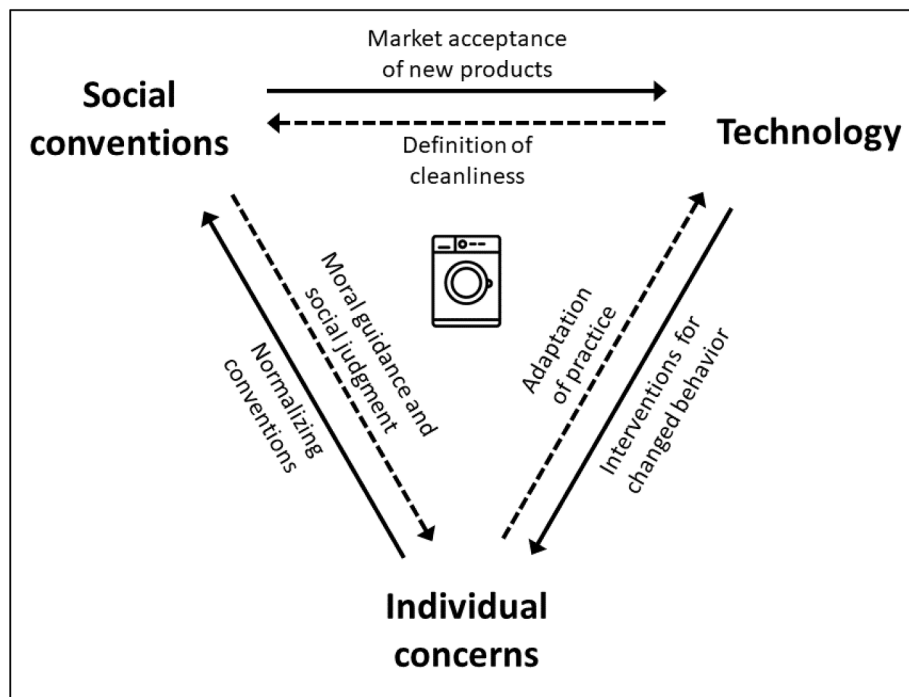 Market acceptance
of new products
Social
conventions
Technology
Definition of
cleanliness
Moral guidance and
social judgment
Normalizing
conventions
Adaptation
of practice
Interventions for
changed behavior
Individual
concerns